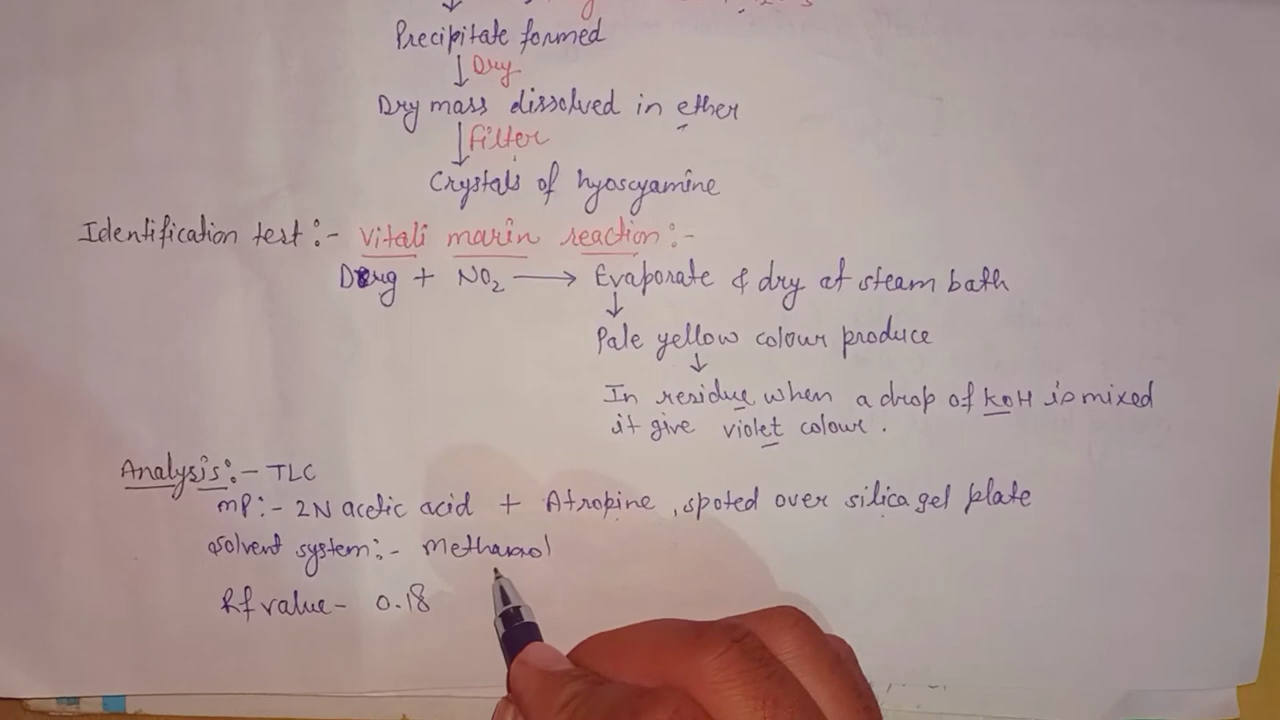 Precipitate formed
↓ Dry
Dry mass dissolved in ether
↓ Filter
Crystals of hyoscyamine
Identification test :- Vitali marin reaction :-
Drug + NO2 → Evaporate & dry at steam bath
↓
Pale yellow colour produce
↓
In residue when a drop of KOH is mixed
it give violet colour.
Analysis :- TLC
MP :- 2N acetic acid + Atropine, spoted over silica gel plate
Solvent system :- Methanol
Rf value - 0.18